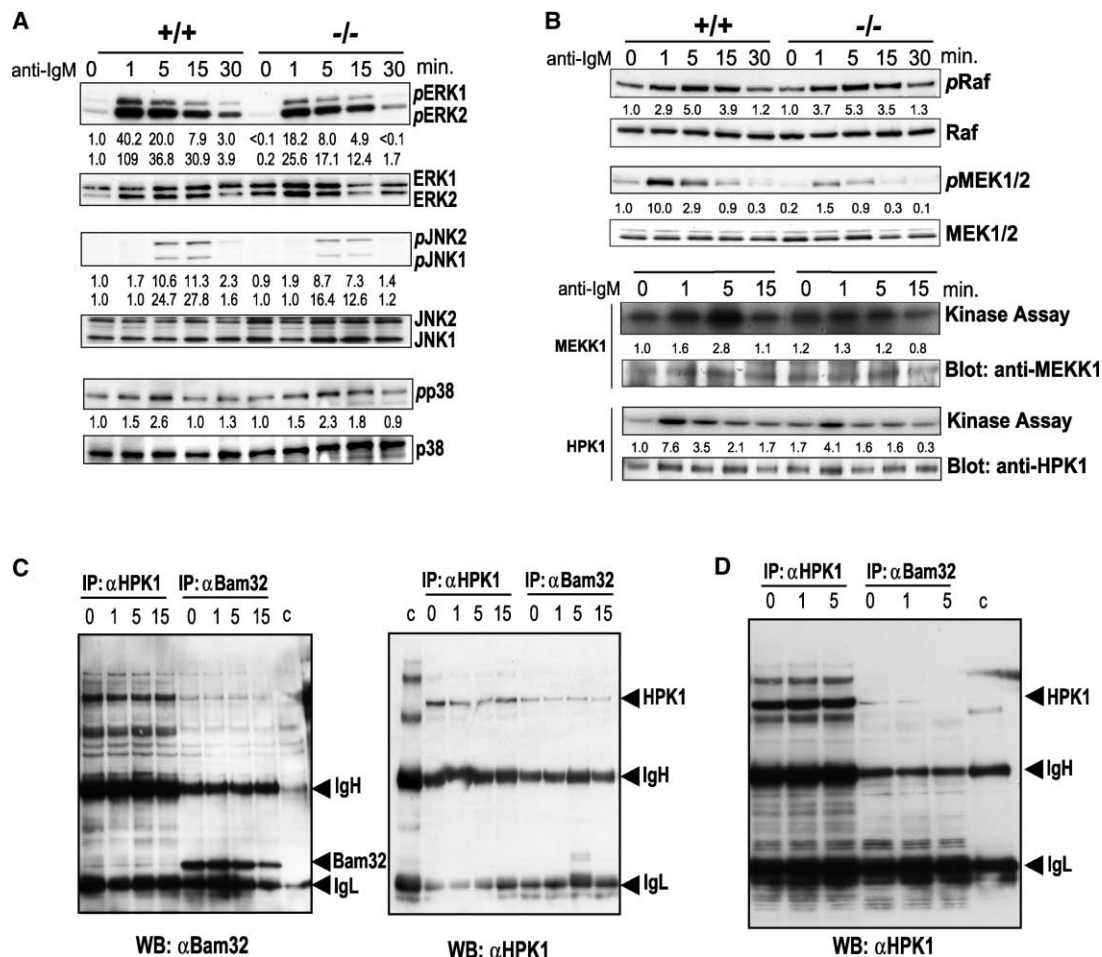 A
+/+ -/-
anti-IgM 0 1 5 15 30 0 1 5 15 30 min.
pERK1
pERK2
1.0 40.2 20.0 7.9 3.0 <0.1 18.2 8.0 4.9 <0.1
1.0 109 36.8 30.9 3.9 0.2 25.6 17.1 12.4 1.7
ERK1
ERK2
pJNK2
pJNK1
1.0 1.7 10.6 11.3 2.3 0.9 1.9 8.7 7.3 1.4
1.0 1.0 24.7 27.8 1.6 1.0 1.0 16.4 12.6 1.2
JNK2
JNK1
pp38
1.0 1.5 2.6 1.0 1.3 1.0 1.5 2.3 1.8 0.9
p38
B
+/+ -/-
anti-IgM 0 1 5 15 30 0 1 5 15 30 min.
pRaf
1.0 2.9 5.0 3.9 1.2 1.0 3.7 5.3 3.5 1.3
Raf
pMEK1/2
1.0 10.0 2.9 0.9 0.3 0.2 1.5 0.9 0.3 0.1
MEK1/2
anti-IgM 0 1 5 15 0 1 5 15 min.
Kinase Assay
MEKK1 1.0 1.6 2.8 1.1 1.2 1.3 1.2 0.8
Blot: anti-MEKK1
Kinase Assay
HPK1 1.0 7.6 3.5 2.1 1.7 1.7 4.1 1.6 1.6 0.3
Blot: anti-HPK1
C
IP: αHPK1 IP: αBam32
0 1 5 15 0 1 5 15 c
IgH
Bam32
IgL
WB: αBam32
IP: αHPK1 IP: αBam32
c 0 1 5 15 0 1 5 15
HPK1
IgH
IgL
WB: αHPK1
D
IP: αHPK1 IP: αBam32
0 1 5 0 1 5 c
HPK1
IgH
IgL
WB: αHPK1